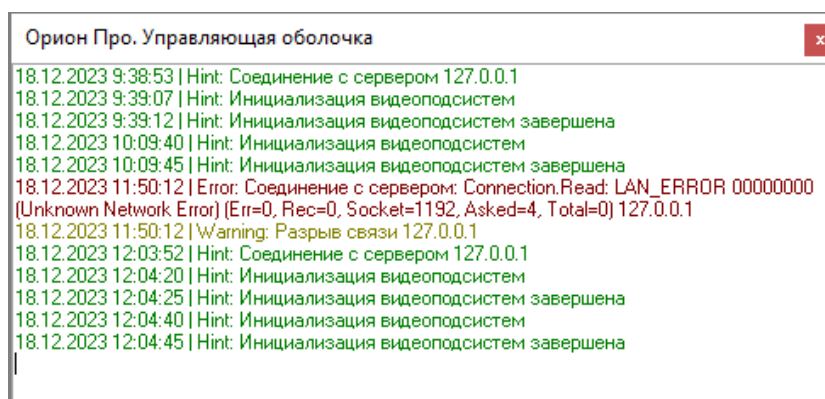 Орион Про. Управляющая оболочка
x
18.12.2023 9:38:53 | Hint: Соединение с сервером 127.0.0.1
18.12.2023 9:39:07 | Hint: Инициализация видеоподсистем
18.12.2023 9:39:12 | Hint: Инициализация видеоподсистем завершена
18.12.2023 10:09:40 | Hint: Инициализация видеоподсистем
18.12.2023 10:09:45 | Hint: Инициализация видеоподсистем завершена
18.12.2023 11:50:12 | Error: Соединение с сервером: Connection.Read: LAN_ERROR 00000000
(Unknown Network Error) (Err=0, Rec=0, Socket=1192, Asked=4, Total=0) 127.0.0.1
18.12.2023 11:50:12 | Warning: Разрыв связи 127.0.0.1
18.12.2023 12:03:52 | Hint: Соединение с сервером 127.0.0.1
18.12.2023 12:04:20 | Hint: Инициализация видеоподсистем
18.12.2023 12:04:25 | Hint: Инициализация видеоподсистем завершена
18.12.2023 12:04:40 | Hint: Инициализация видеоподсистем
18.12.2023 12:04:45 | Hint: Инициализация видеоподсистем завершена